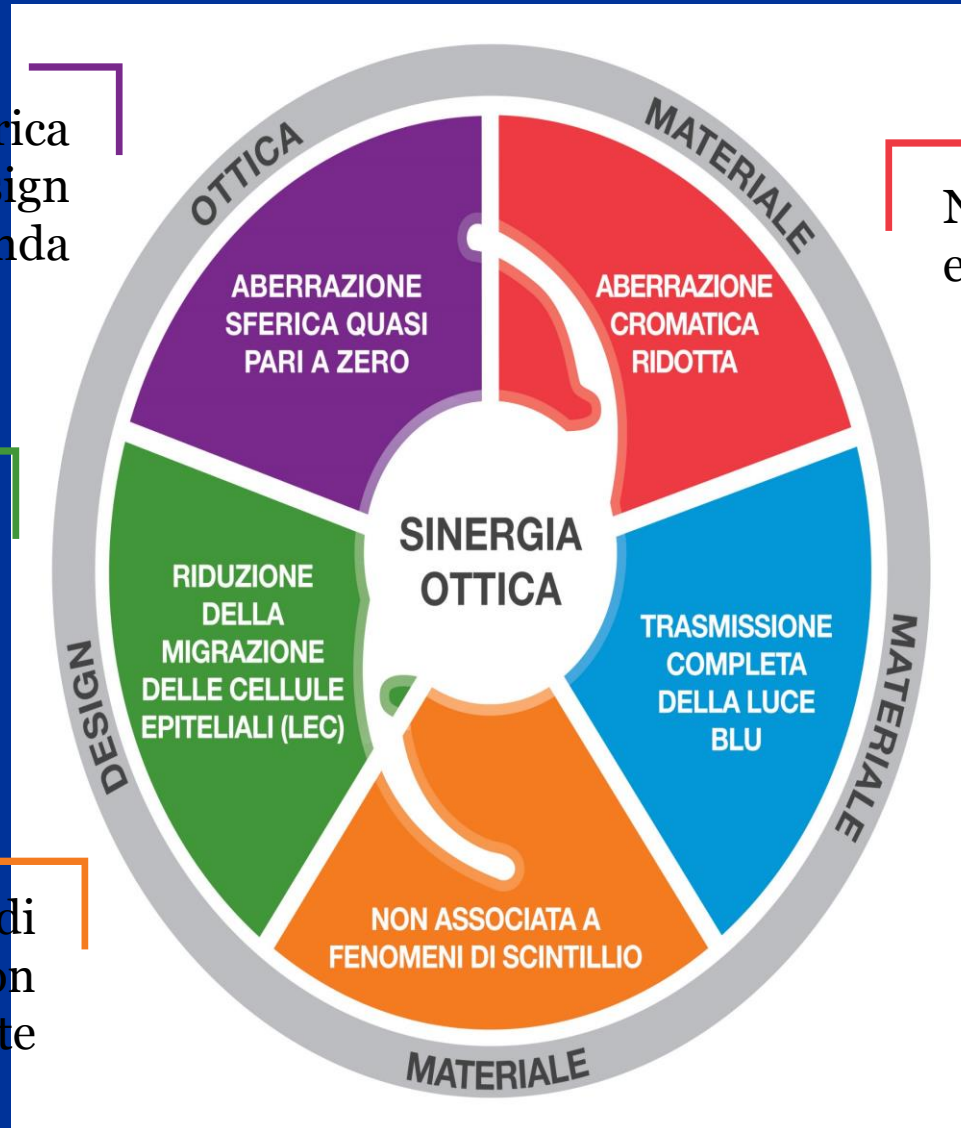 OTTICA
MATERIALE
ABERRAZIONE
SFERICA QUASI
PARI A ZERO
ABERRAZIONE
CROMATICA
RIDOTTA
SINERGIA
OTTICA
RIDUZIONE
DELLA
MIGRAZIONE
DELLE CELLULE
EPITELIALI (LEC)
TRASMISSIONE
COMPLETA
DELLA LUCE
BLU
DESIGN
MATERIALE
NON ASSOCIATA A
FENOMENI DI SCINTILLIO
MATERIALE
di